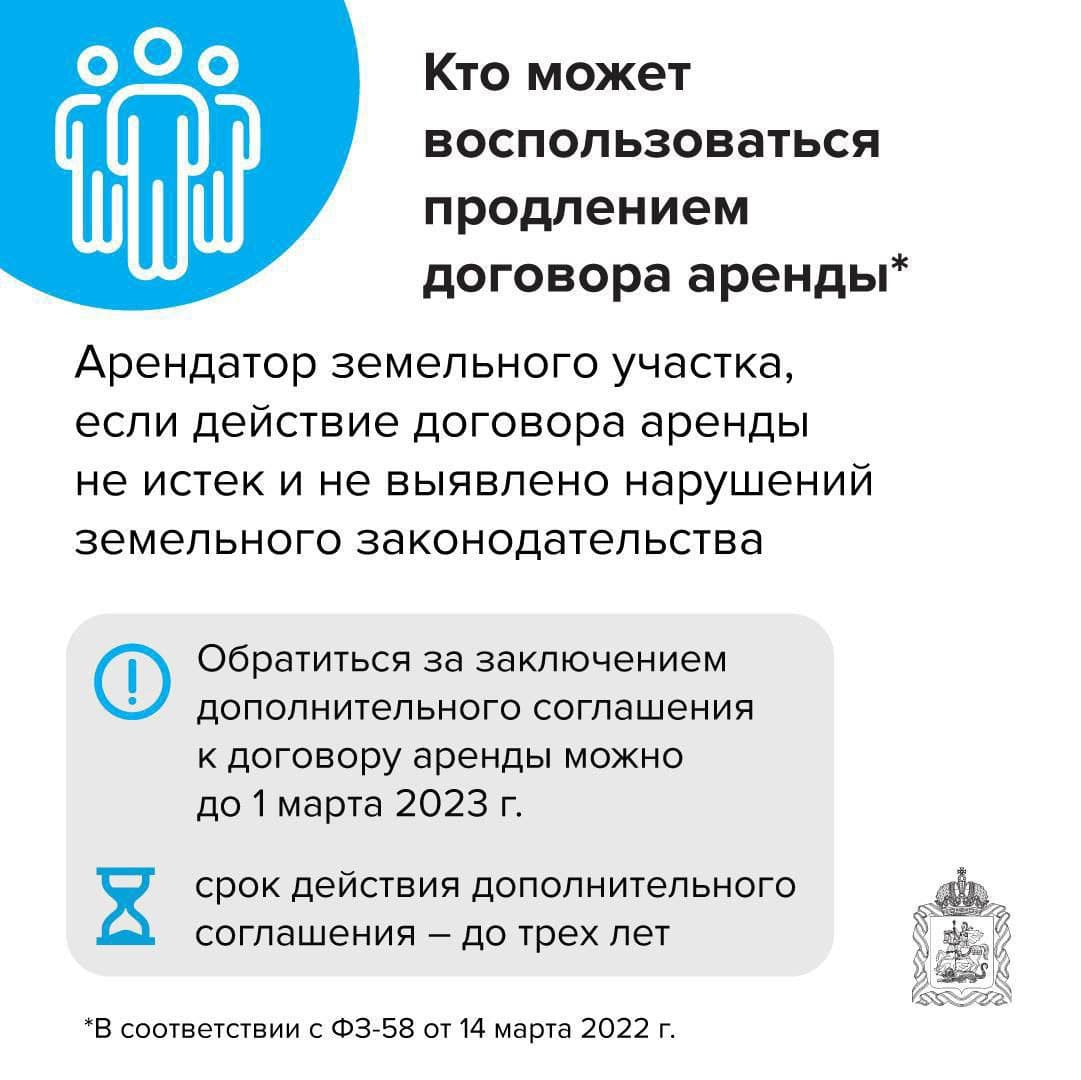 Кто может
воспользоваться
продлением
договора аренды*
Арендатор земельного участка,
если действие договора аренды
не истек и не выявлено нарушений
земельного законодательства
Обратиться за заключением
дополнительного соглашения
к договору аренды можно
до 1 марта 2023 г.
срок действия дополнительного
соглашения – до трех лет
*В соответствии с ФЗ-58 от 14 марта 2022 г.